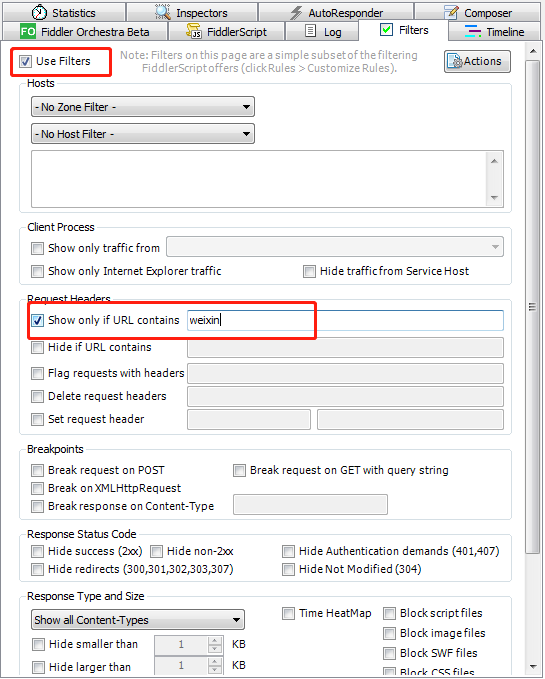 Statistics Inspectors AutoResponder Composer
FO Fiddler Orchestra Beta JS FiddlerScript Log Filters Timeline
Use Filters
Note: Filters on this page are a simple subset of the filtering
FiddlerScript offers (click Rules > Customize Rules).
Actions
Hosts
- No Zone Filter -
- No Host Filter -
Client Process
Show only traffic from
Show only Internet Explorer traffic Hide traffic from Service Host
Request Headers
Show only if URL contains weixin
Hide if URL contains
Flag requests with headers
Delete request headers
Set request header
Breakpoints
Break request on POST Break request on GET with query string
Break on XMLHttpRequest
Break response on Content-Type
Response Status Code
Hide success (2xx) Hide non-2xx Hide Authentication demands (401,407)
Hide redirects (300,301,302,303,307) Hide Not Modified (304)
Response Type and Size
Show all Content-Types Time HeatMap Block script files
Block image files
Hide smaller than 1 KB Block SWF files
Hide larger than 1 KB Block CSS files